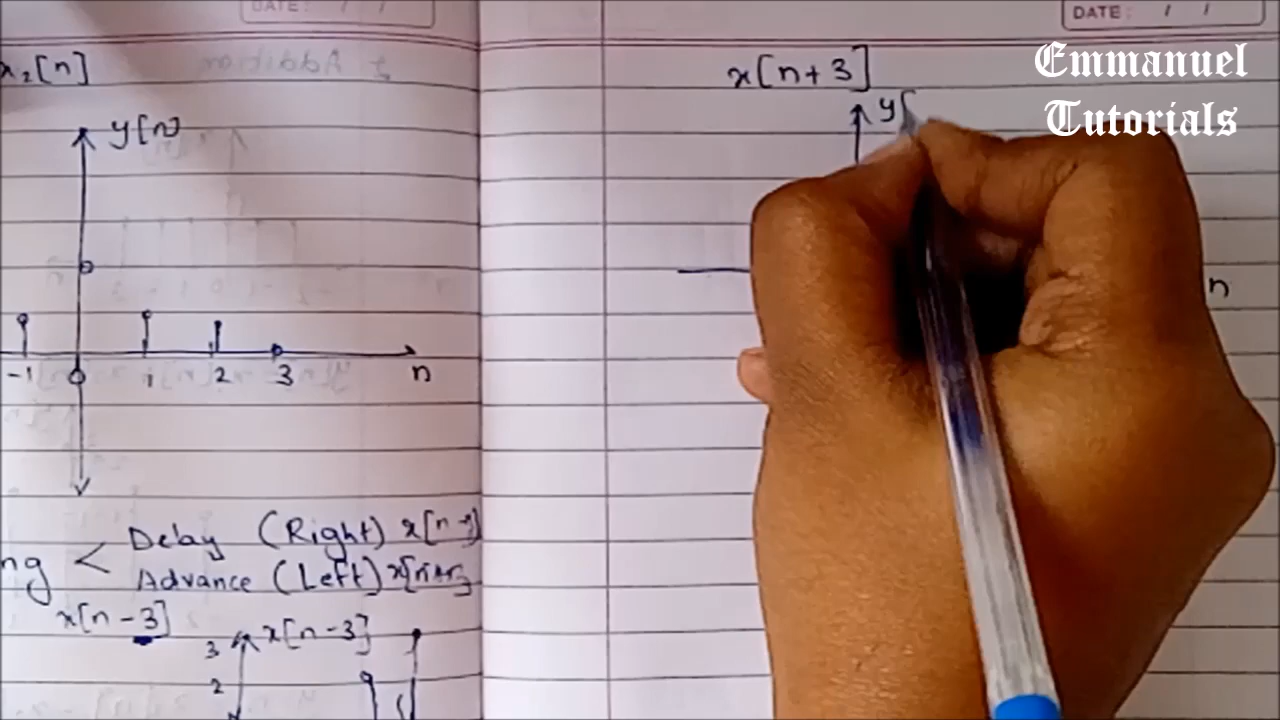 DATE: / /
x₂[n]
y[n]
-1 0 1 2 3 n
Delay (Right) x[n-
Advance (Left)
x[n-3]
x[n-3]
3
2
DATE: / /
x[n+3]
y[
n
Emmanuel
Tutorials